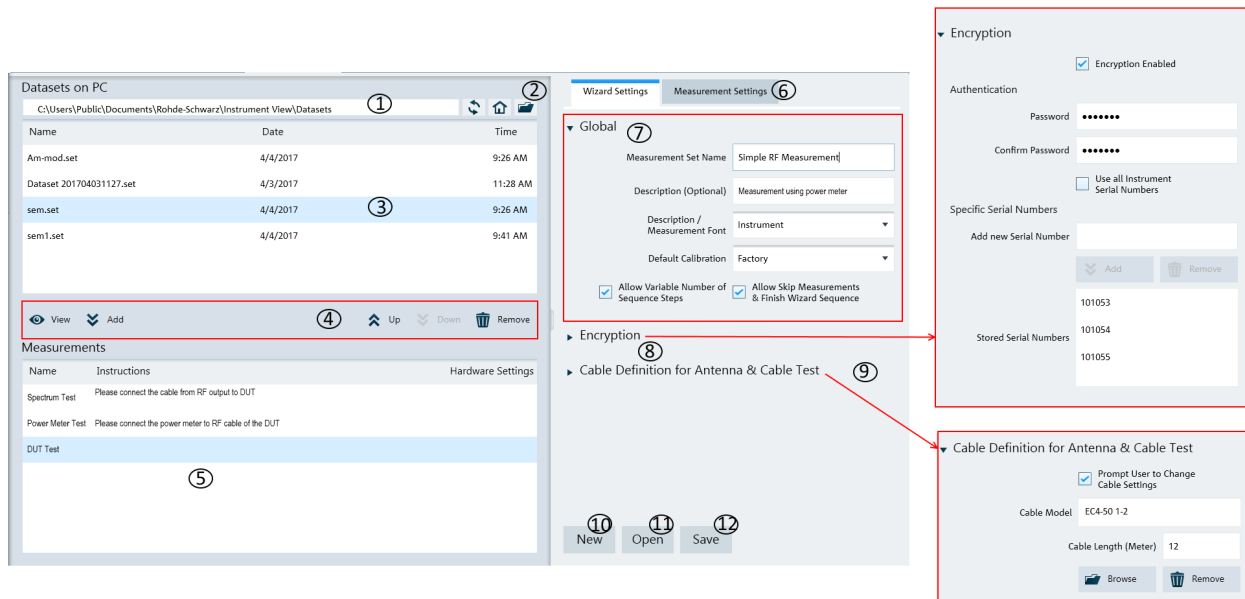 Datasets on PC
②
C:\Users\Public\Documents\Rohde-Schwarz\Instrument View\Datasets
①
Name Date Time
Am-mod.set 4/4/2017 9:26 AM
Dataset 201704031127.set 4/3/2017 11:28 AM
sem.set 4/4/2017 ③ 9:26 AM
sem1.set 4/4/2017 9:41 AM
View Add ④ Up Down Remove
Measurements
Name Instructions Hardware Settings
Spectrum Test Please connect the cable from RF output to DUT
Power Meter Test Please connect the power meter to RF cable of the DUT
DUT Test
⑤
Wizard Settings Measurement Settings ⑥
Global ⑦
Measurement Set Name Simple RF Measurement
Description (Optional) Measurement using power meter
Description /
Measurement Font Instrument
Default Calibration Factory
Allow Variable Number of
Sequence Steps
Allow Skip Measurements
& Finish Wizard Sequence
Encryption
⑧
Cable Definition for Antenna & Cable Test ⑨
⑩ ⑪ ⑫
New Open Save
Encryption
Encryption Enabled
Authentication
Password •••••••
Confirm Password •••••••
Use all Instrument
Serial Numbers
Specific Serial Numbers
Add new Serial Number
Add Remove
101053
Stored Serial Numbers 101054
101055
Cable Definition for Antenna & Cable Test
Prompt User to Change
Cable Settings
Cable Model EC4-50 1-2
Cable Length (Meter) 12
Browse Remove